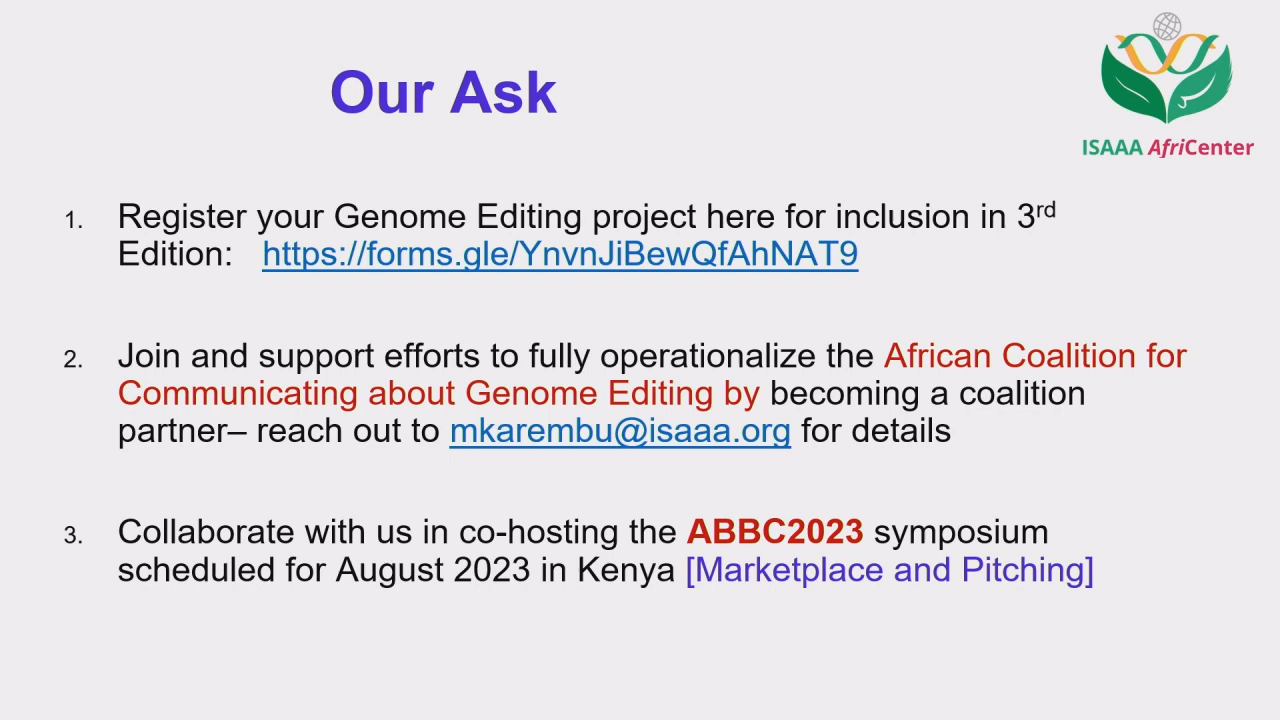 Our Ask
ISAAA AfriCenter
1. Register your Genome Editing project here for inclusion in 3rd
Edition: https://forms.gle/YnvnJiBewQfAhNAT9
2. Join and support efforts to fully operationalize the African Coalition for
Communicating about Genome Editing by becoming a coalition
partner– reach out to mkarembu@isaaa.org for details
3. Collaborate with us in co-hosting the ABBC2023 symposium
scheduled for August 2023 in Kenya [Marketplace and Pitching]